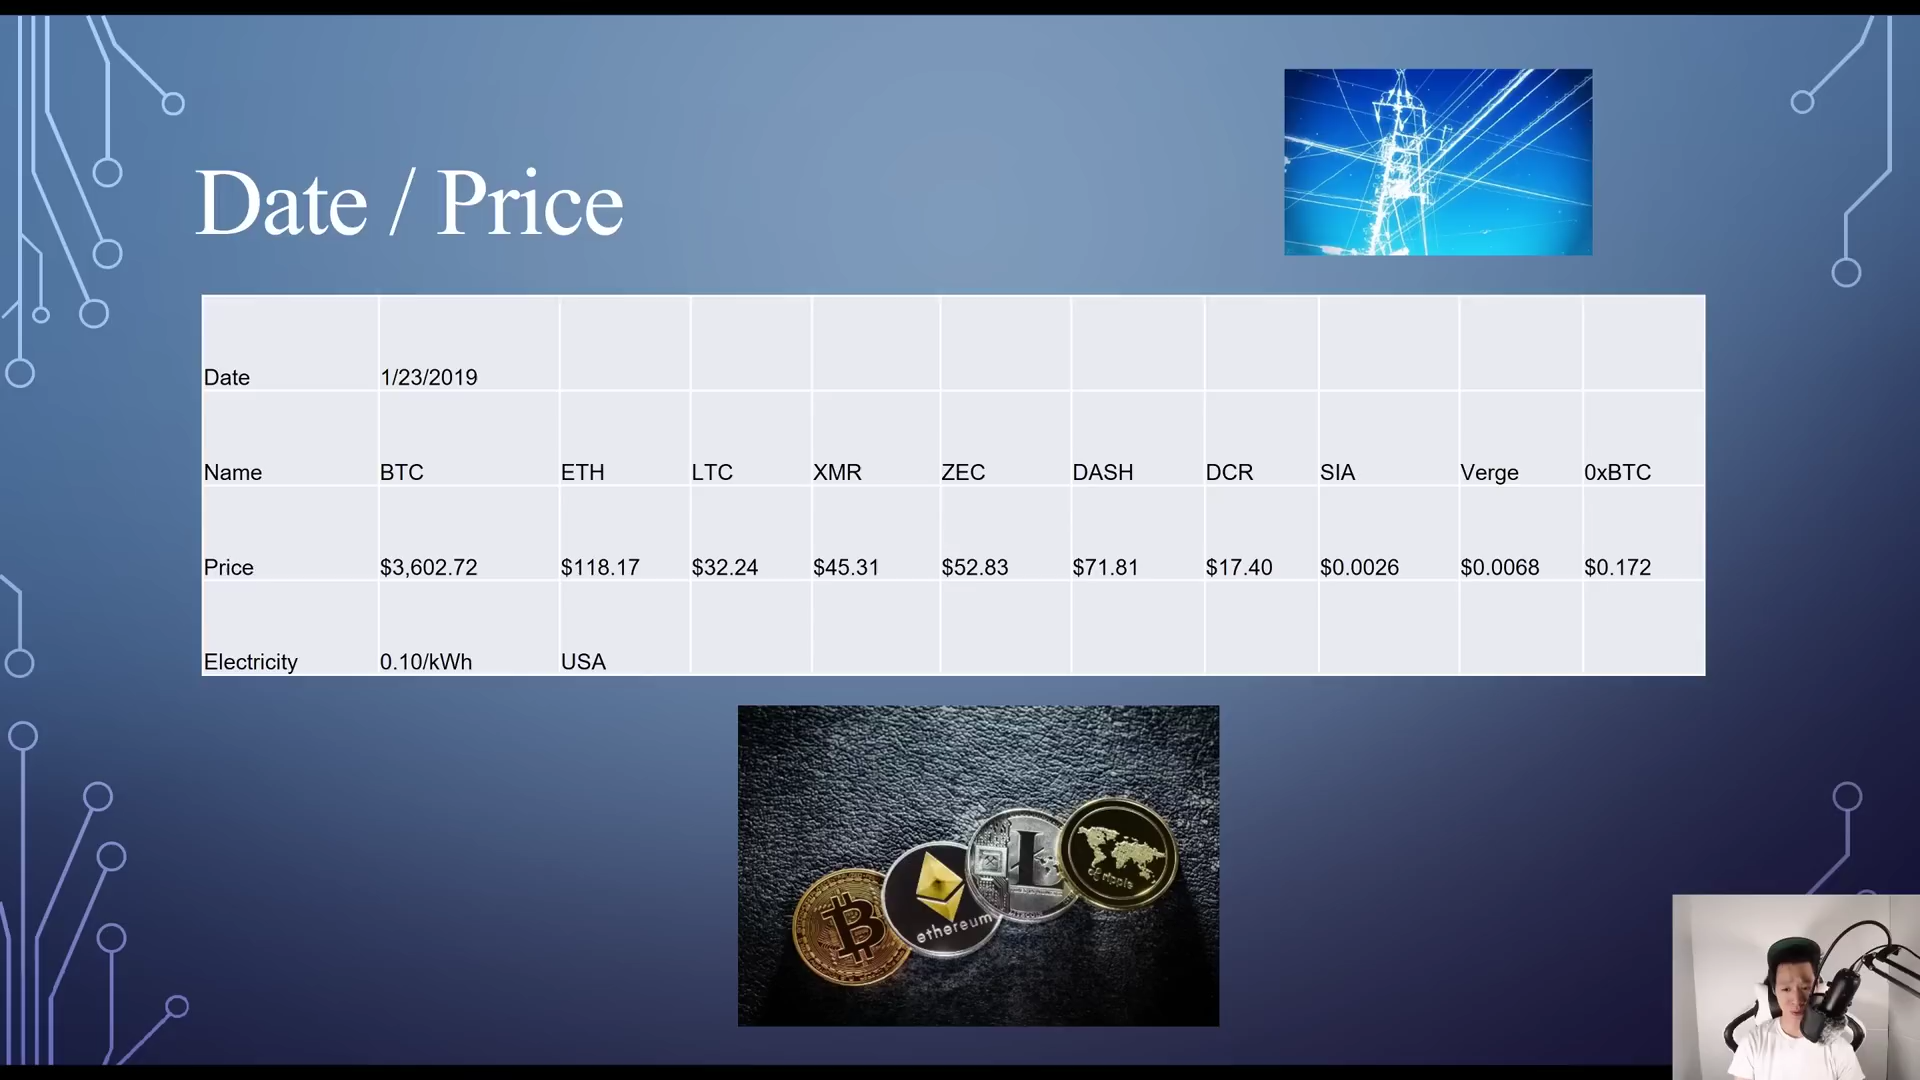 Date / Price
Date 1/23/2019
Name BTC ETH LTC XMR ZEC DASH DCR SIA Verge 0xBTC
Price $3,602.72 $118.17 $32.24 $45.31 $52.83 $71.81 $17.40 $0.0026 $0.0068 $0.172
Electricity 0.10/kWh USA
ethereum
ripple